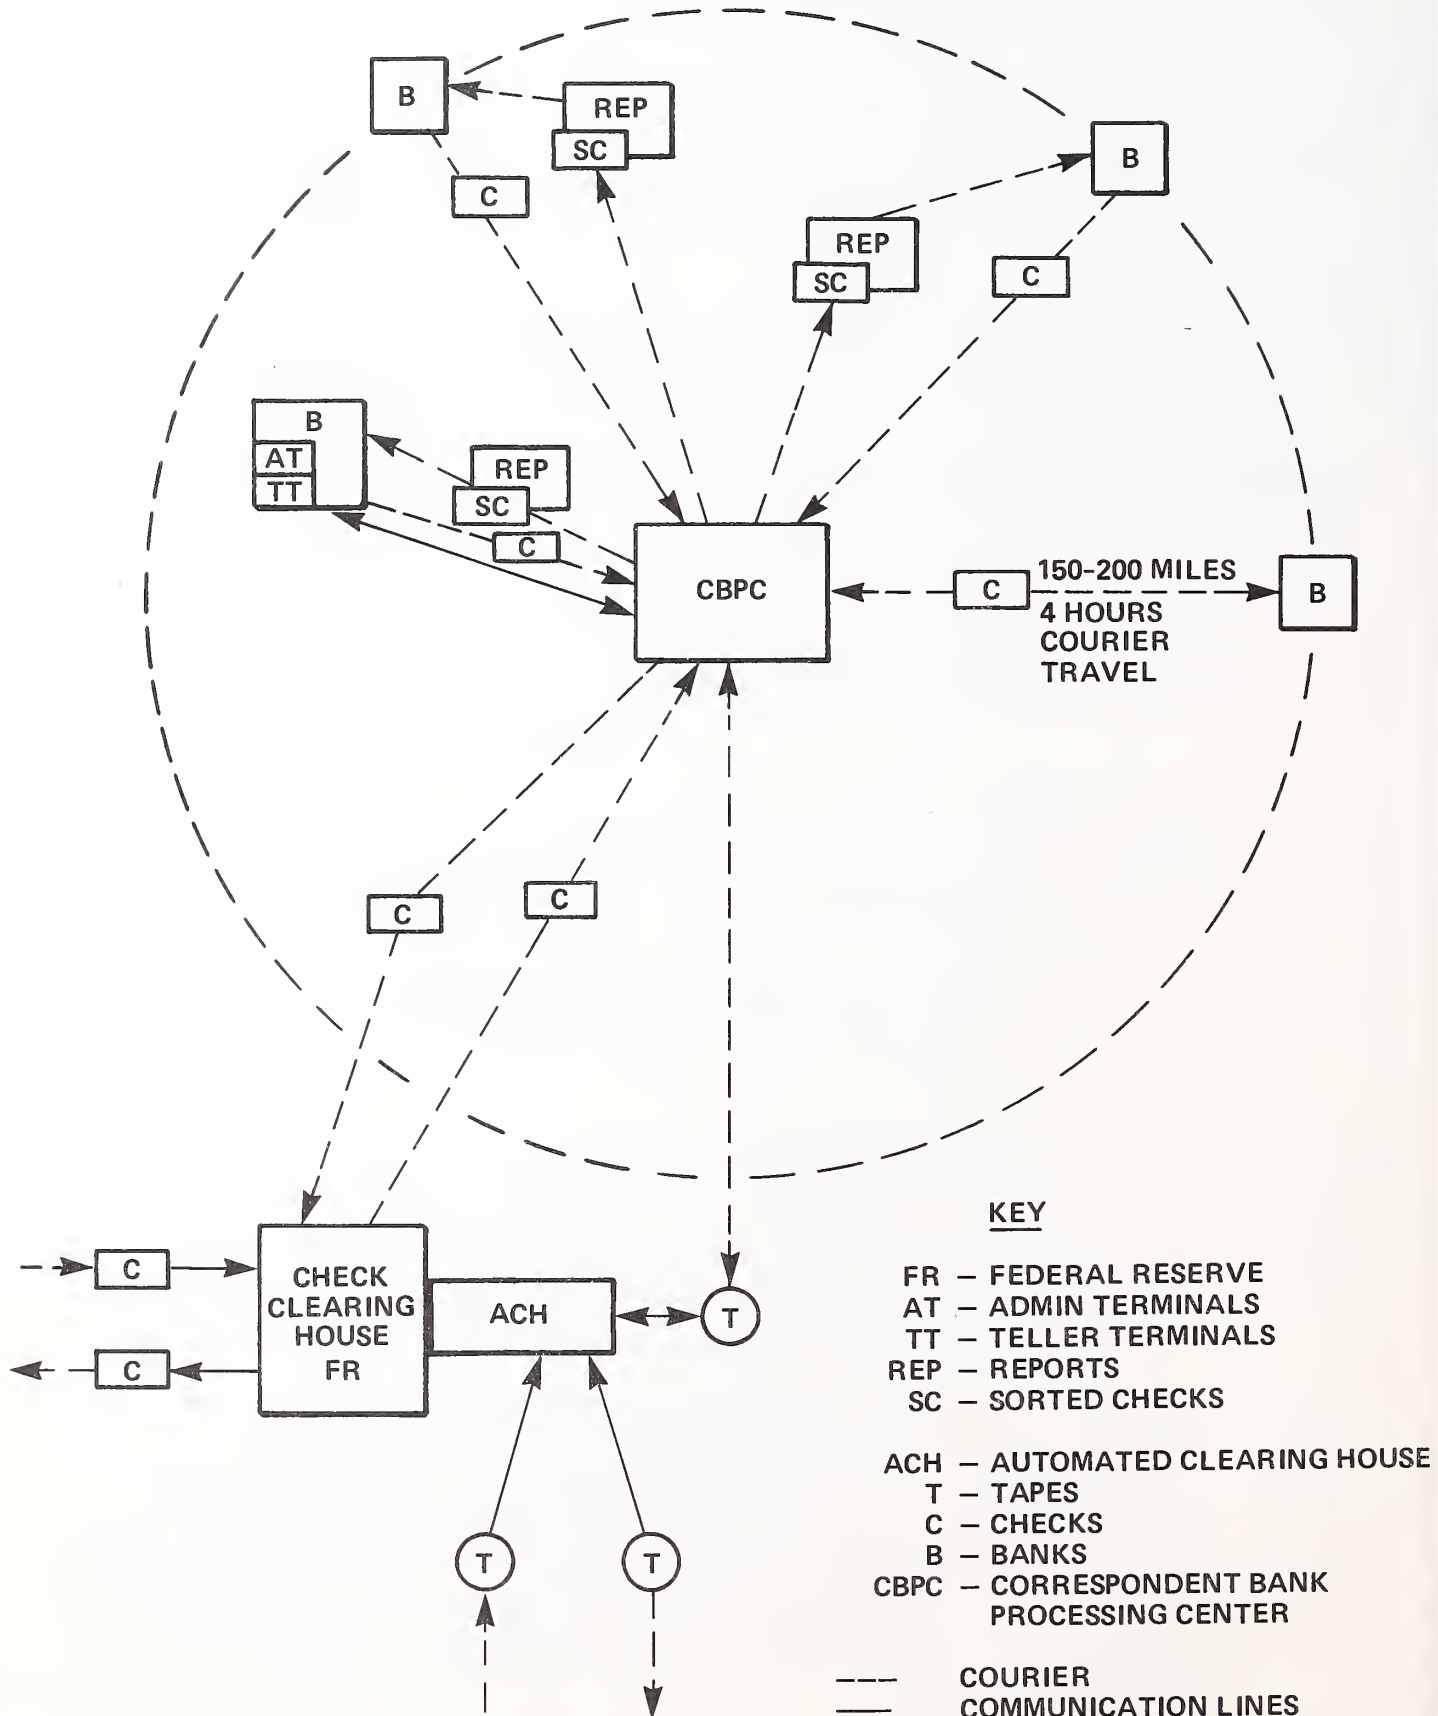 B
REP
SC
C
B
REP
SC
C
B
AT
TT
REP
SC
C
CBPC
C
150-200 MILES
4 HOURS
COURIER
TRAVEL
B
C
C
C
CHECK
CLEARING
HOUSE
FR
C
ACH
T
T
T
KEY
FR – FEDERAL RESERVE
AT – ADMIN TERMINALS
TT – TELLER TERMINALS
REP – REPORTS
SC – SORTED CHECKS
ACH – AUTOMATED CLEARING HOUSE
T – TAPES
C – CHECKS
B – BANKS
CBPC – CORRESPONDENT BANK
PROCESSING CENTER
COURIER
COMMUNICATION LINES